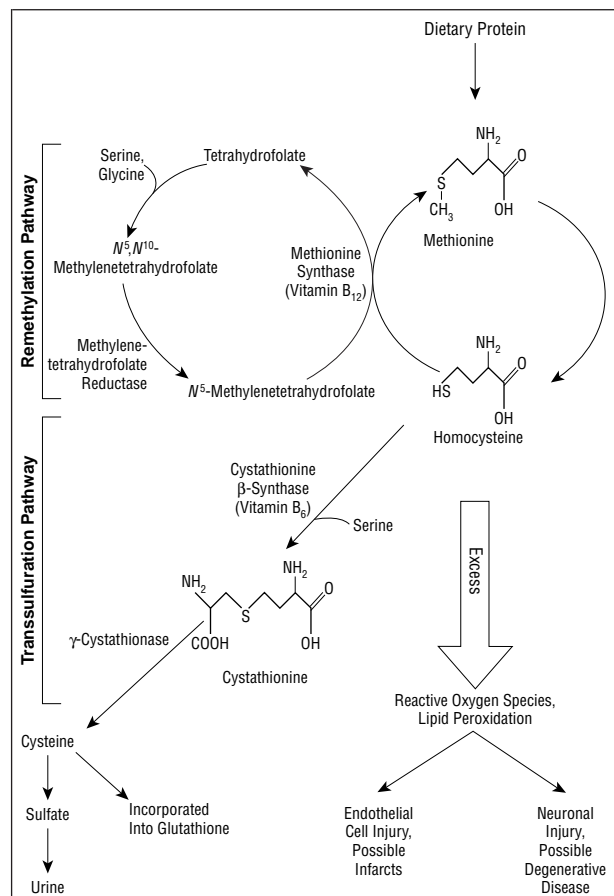 Dietary Protein
Remethylation Pathway
Serine,
Glycine
Tetrahydrofolate
N⁵,N¹⁰-
Methylenetetrahydrofolate
Methylene-
tetrahydrofolate
Reductase
N⁵-Methylenetetrahydrofolate
Methionine
Synthase
(Vitamin B₁₂)
NH₂
S
CH₃
O
OH
Methionine
NH₂
HS
O
OH
Homocysteine
Transsulfuration Pathway
Cystathionine
β-Synthase
(Vitamin B₆)
Serine
NH₂
NH₂
S
O
COOH
OH
Cystathionine
γ-Cystathionase
Excess
Reactive Oxygen Species,
Lipid Peroxidation
Cysteine
Sulfate
Urine
Incorporated
Into Glutathione
Endothelial
Cell Injury,
Possible
Infarcts
Neuronal
Injury,
Possible
Degenerative
Disease